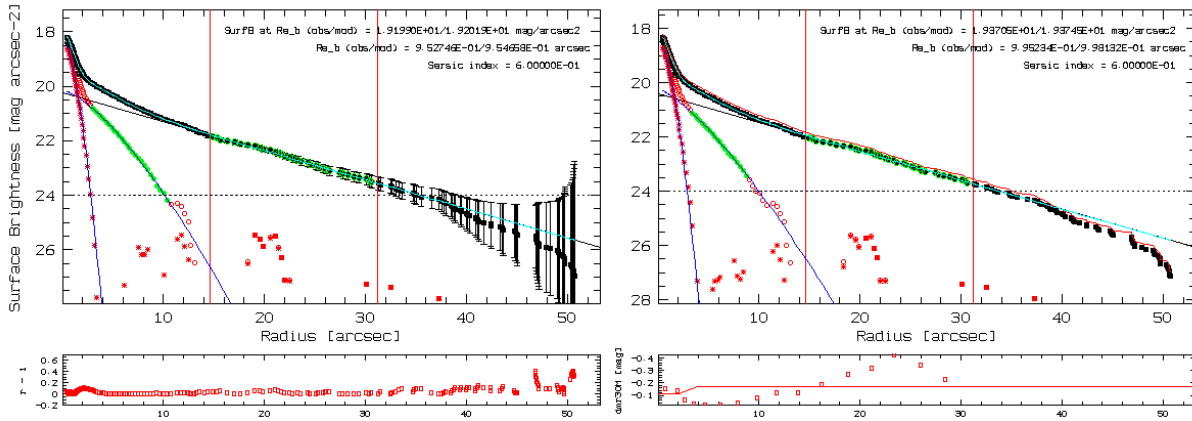 SurfB at Re_b (obs/mod) = 1.91990E+01/1.92019E+01 mag/arcsec2
Re_b (obs/mod) = 9.52746E-01/9.54658E-01 arcsec
Sersic index = 6.00000E-01
SurfB at Re_b (obs/mod) = 1.93705E+01/1.93745E+01 mag/arcsec2
Re_b (obs/mod) = 9.95234E-01/9.98132E-01 arcsec
Sersic index = 6.00000E-01
Surface Brightness [mag arcsec-2]
18
20
22
24
26
18
20
22
24
26
28
10 20 30 40 50
10 20 30 40 50
Radius [arcsec]
Radius [arcsec]
r - 1
0.6
0.4
0.2
0
-0.2
-0.4
-0.3
-0.2
-0.1
10 20 30 40 50
10 20 30 40 50